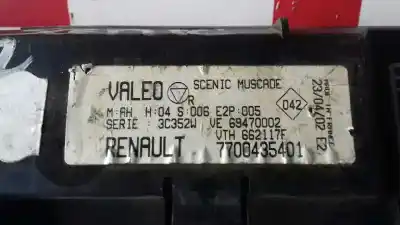 VALEO R SCENIC MUSCADE
M:AH H:04 S:006 E2P:005
SERIE : 3C352W VE 69470002
VTH 662117F
RENAULT 7700435401
042
23/04/02 E2